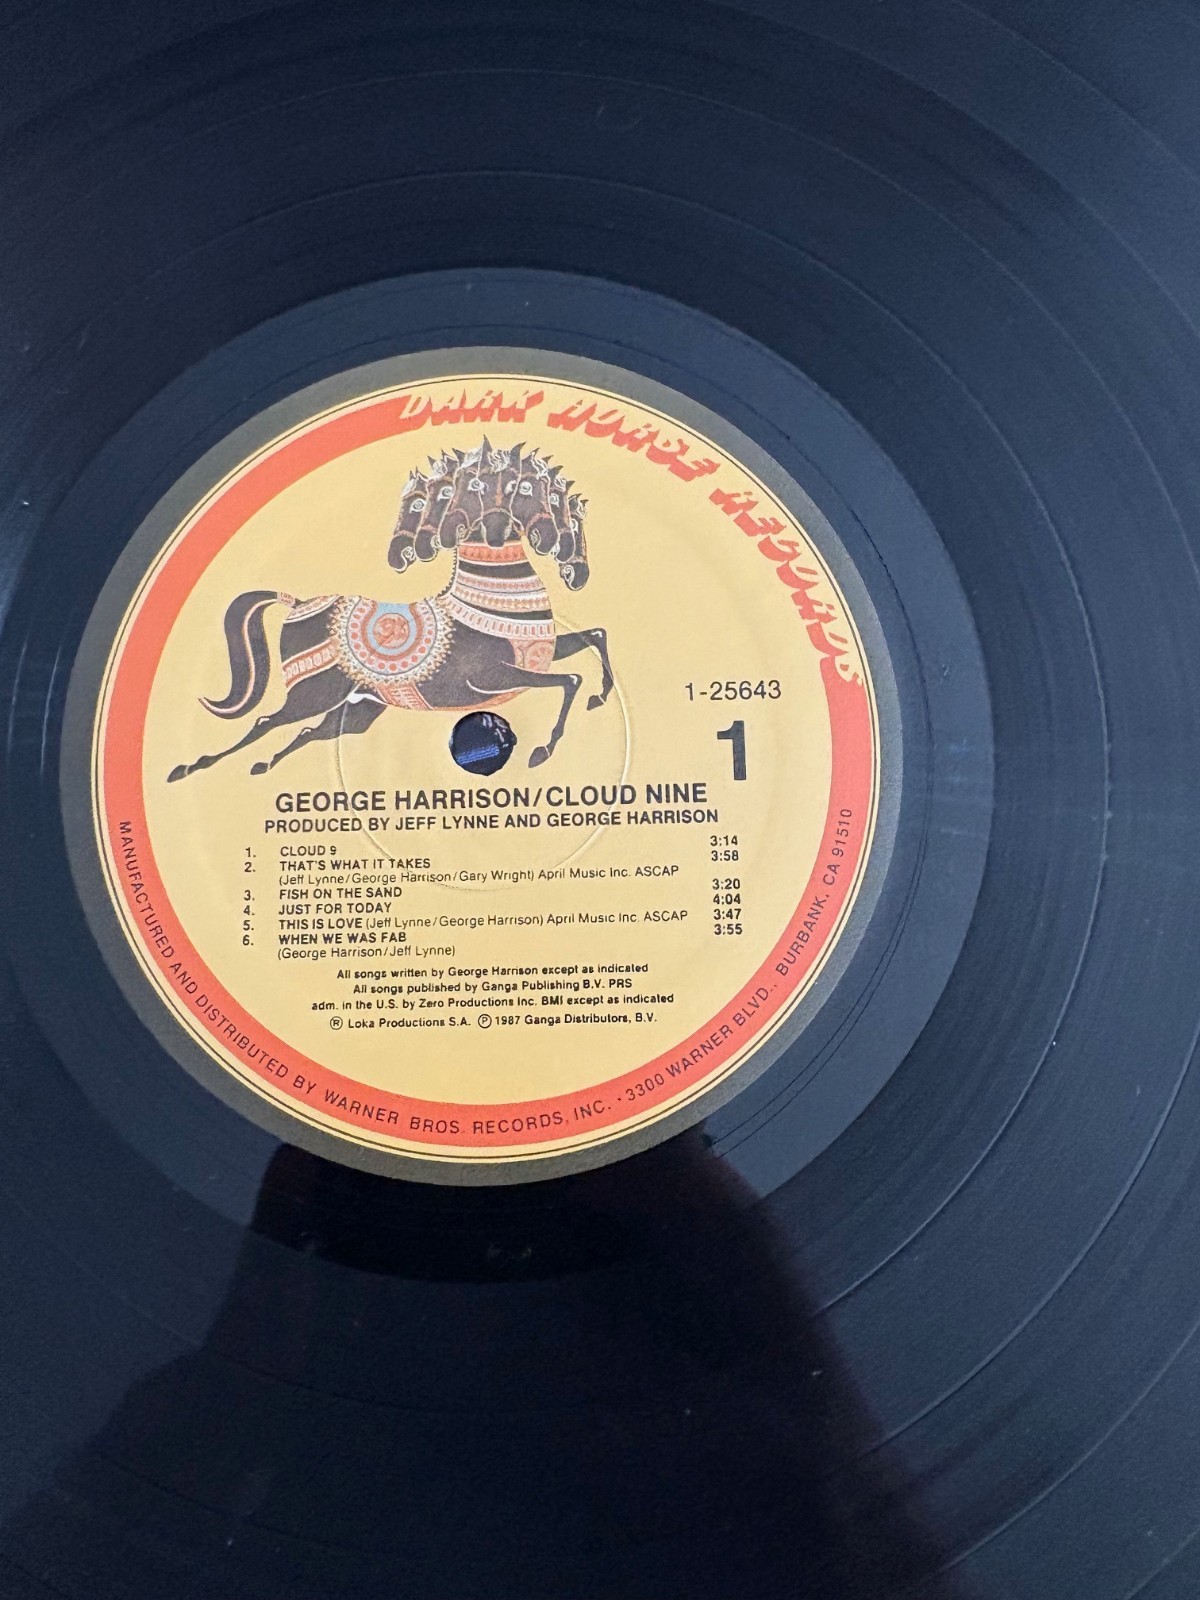 DARK HORSE RECORDS
1-25643
1
GEORGE HARRISON/CLOUD NINE
PRODUCED BY JEFF LYNNE AND GEORGE HARRISON
1. CLOUD 9 3:14
2. THAT'S WHAT IT TAKES 3:58
(Jeff Lynne/George Harrison/Gary Wright) April Music Inc. ASCAP
3. FISH ON THE SAND 3:20
4. JUST FOR TODAY 4:04
5. THIS IS LOVE (Jeff Lynne/George Harrison) April Music Inc. ASCAP 3:47
6. WHEN WE WAS FAB 3:55
(George Harrison/Jeff Lynne)
All songs written by George Harrison except as indicated
All songs published by Ganga Publishing B.V. PRS
adm. in the U.S. by Zero Productions Inc. BMI except as indicated
® Loka Productions S.A. ℗ 1987 Ganga Distributors, B.V.
MANUFACTURED AND DISTRIBUTED BY WARNER BROS. RECORDS, INC. · 3300 WARNER BLVD., BURBANK, CA 91510